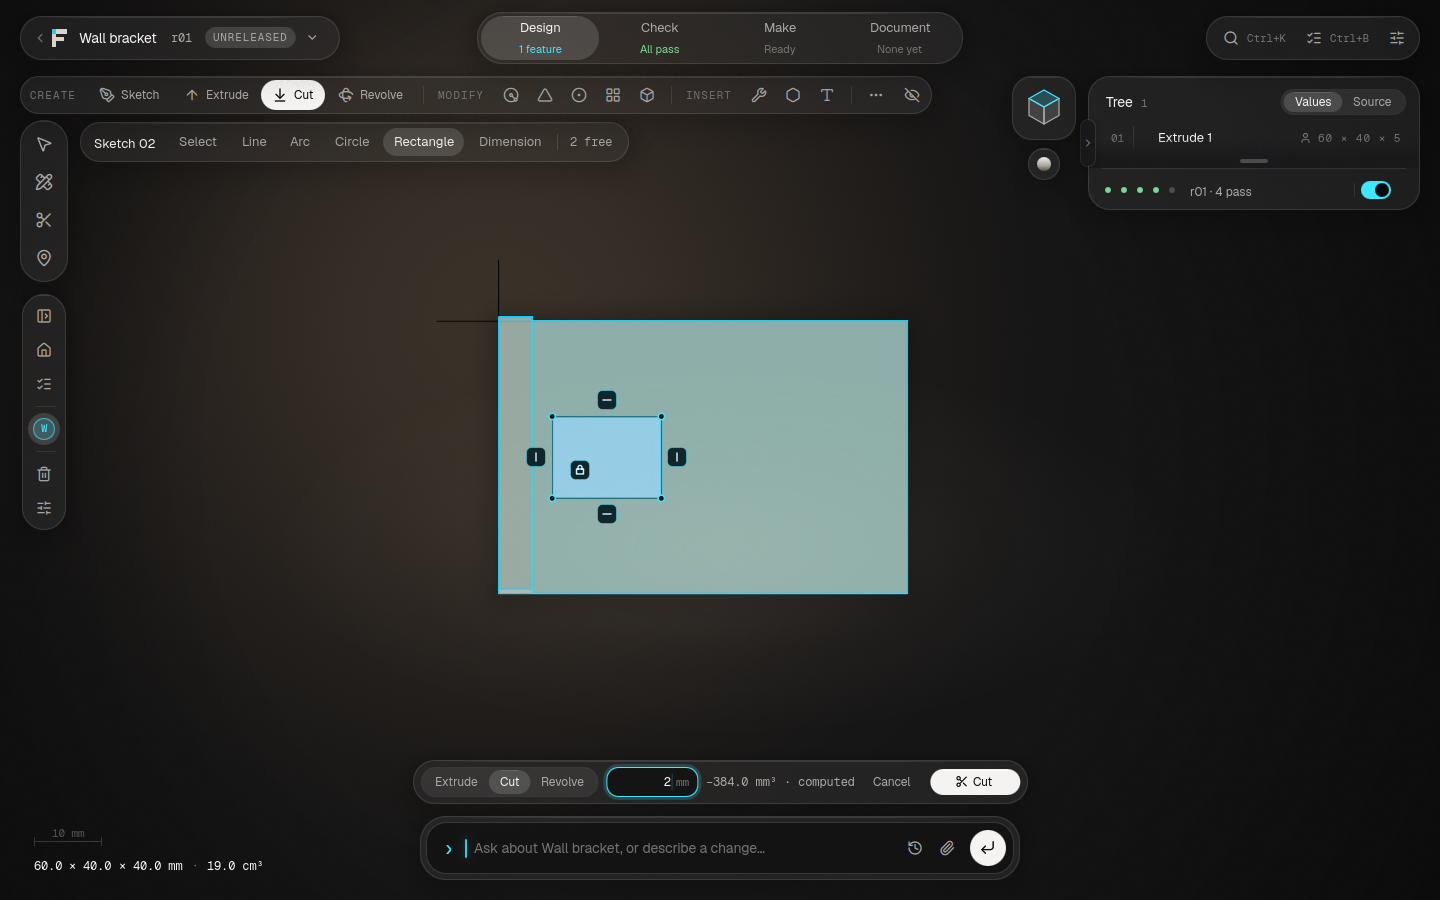 Wall bracket r01 UNRELEASED
Design
1 feature
Check
All pass
Make
Ready
Document
None yet
Ctrl+K Ctrl+B
CREATE Sketch Extrude Cut Revolve MODIFY INSERT
Sketch 02 Select Line Arc Circle Rectangle Dimension 2 free
Tree 1 Values Source
01 Extrude 1 60 × 40 × 5
r01 · 4 pass
W
Extrude Cut Revolve 2 mm −384.0 mm³ · computed Cancel Cut
Ask about Wall bracket, or describe a change...
10 mm
60.0 × 40.0 × 40.0 mm · 19.0 cm³